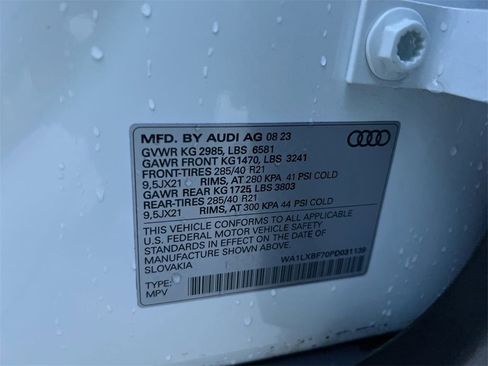 MFD. BY AUDI AG 08 23
GVWR KG 2985, LBS 6581
GAWR FRONT KG1470, LBS 3241
FRONT-TIRES 285/40 R21
9,5JX21 RIMS, AT 280 KPA 41 PSI COLD
GAWR REAR KG 1725, LBS 3803
REAR-TIRES 285/40 R21
9,5JX21 RIMS, AT 300 KPA 44 PSI COLD
THIS VEHICLE CONFORMS TO ALL APPLICABLE
U.S. FEDERAL MOTOR VEHICLE SAFETY
STANDARDS IN EFFECT ON THE DATE OF
MANUFACTURE SHOWN ABOVE.
SLOVAKIA
WA1LXBF70PD031139
TYPE:
MPV